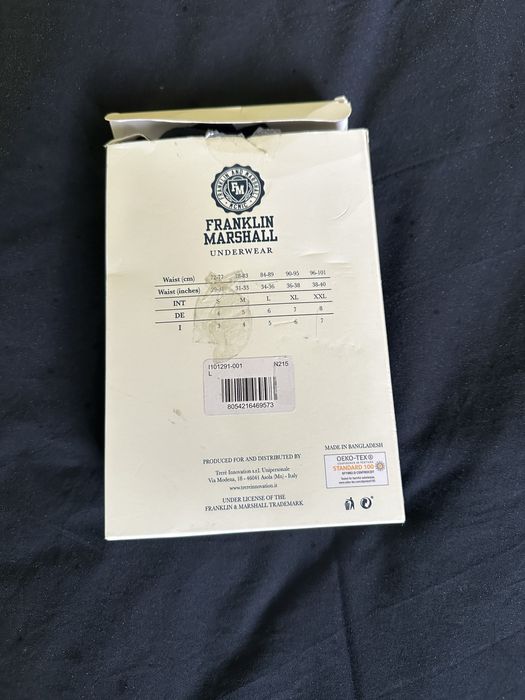 FRANKLIN AND MARSHALL
FM
FRANKLIN
MARSHALL
UNDERWEAR
Waist (cm) 72-77 78-83 84-89 90-95 96-101
Waist (inches) 29-31 31-33 34-36 36-38 38-40
INT S M L XL XXL
DE 4 5 6 7 8
I 3 4 5 6 7
I101291-001 N215
L
8054216469573
MADE IN BANGLADESH
OEKO-TEX®
STANDARD 100
PRODUCED FOR AND DISTRIBUTED BY
Terrè Innovation s.r.l. Unipersonale
Via Modena, 18 - 46041 Asola (Mn) - Italy
www.terreinnovation.it
UNDER LICENSE OF THE
FRANKLIN & MARSHALL TRADEMARK